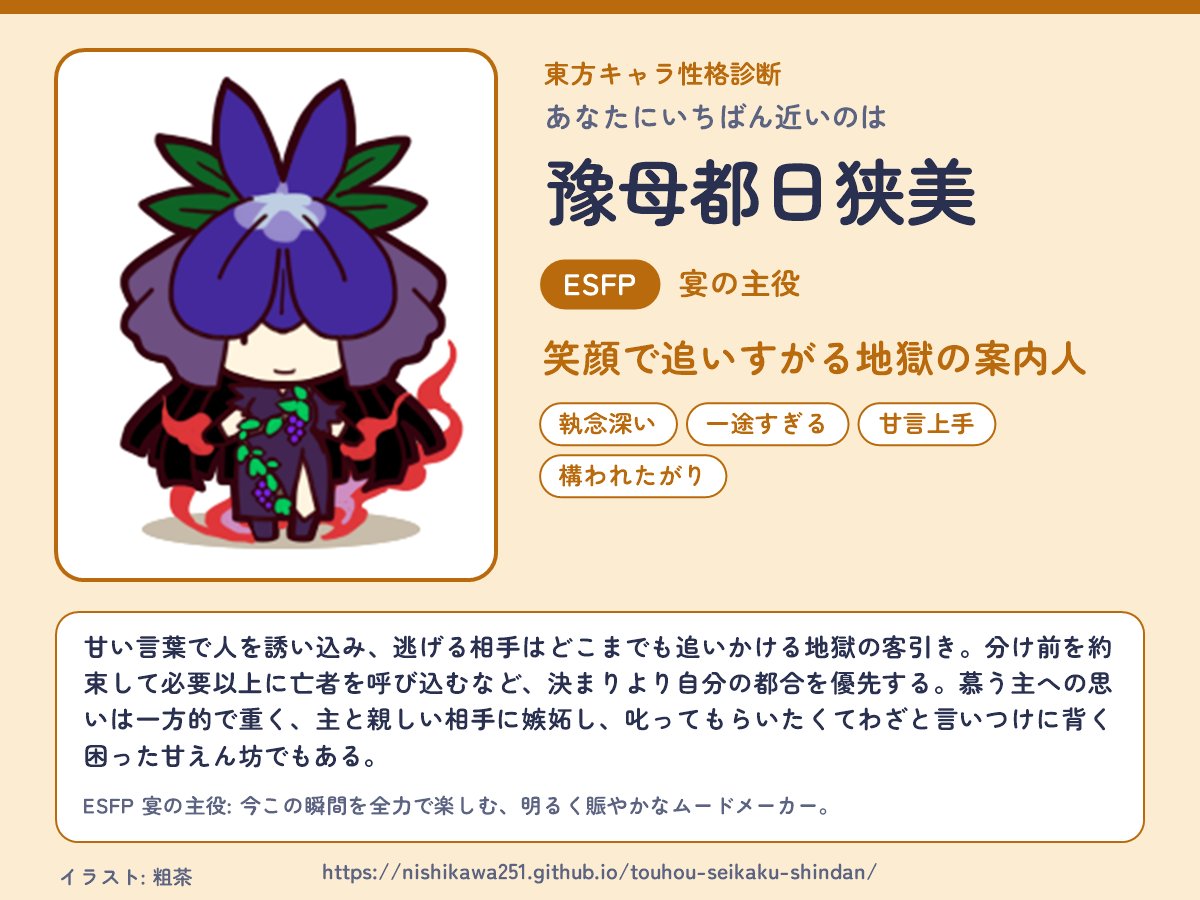 東方キャラ性格診断
あなたにいちばん近いのは
豫母都日狭美
ESFP 宴の主役
笑顔で追いすがる地獄の案内人
執念深い 一途すぎる 甘言上手
構われたがり
甘い言葉で人を誘い込み、逃げる相手はどこまでも追いかける地獄の客引き。分け前を約
束して必要以上に亡者を呼び込むなど、決まりより自分の都合を優先する。慕う主への思
いは一方的で重く、主と親しい相手に嫉妬し、叱ってもらいたくてわざと言いつけに背く
困った甘えん坊でもある。
ESFP 宴の主役: 今この瞬間を全力で楽しむ、明るく賑やかなムードメーカー。
イラスト: 粗茶
https://nishikawa251.github.io/touhou-seikaku-shindan/